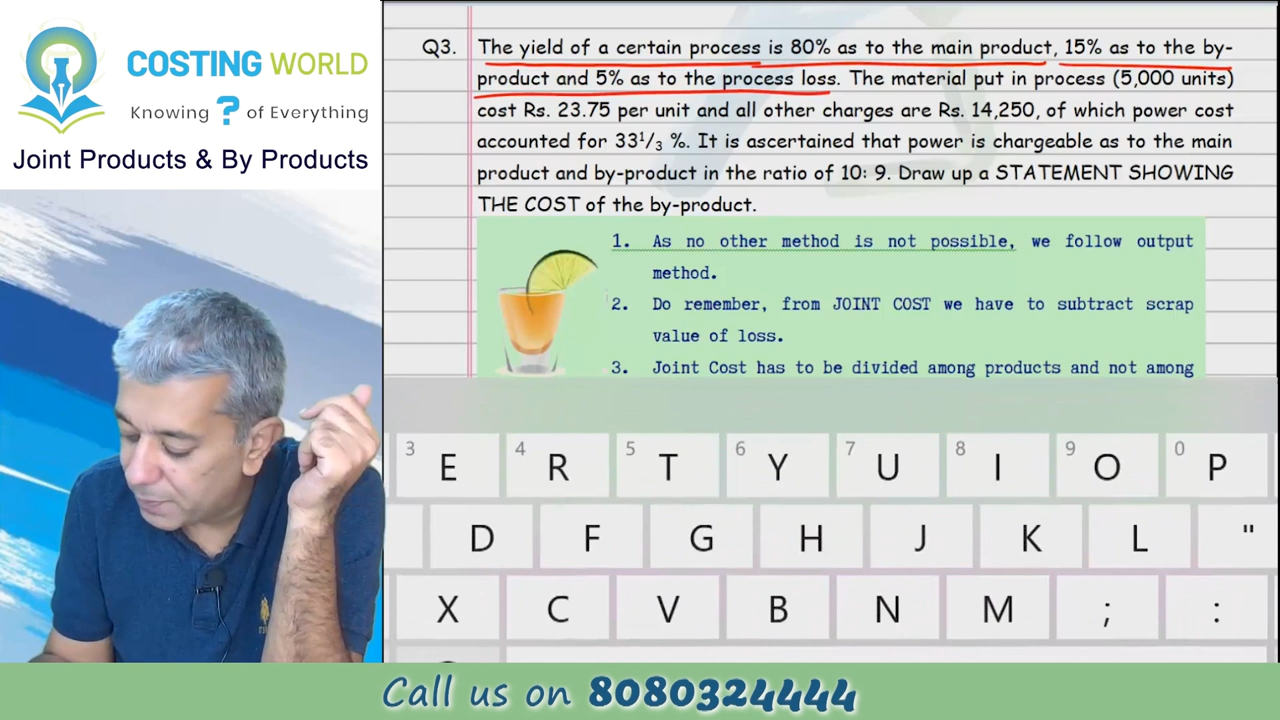 COSTING WORLD
Knowing ? of Everything
Joint Products & By Products
Q3. The yield of a certain process is 80% as to the main product, 15% as to the by-
product and 5% as to the process loss. The material put in process (5,000 units)
cost Rs. 23.75 per unit and all other charges are Rs. 14,250, of which power cost
accounted for 33 1/3 %. It is ascertained that power is chargeable as to the main
product and by-product in the ratio of 10: 9. Draw up a STATEMENT SHOWING
THE COST of the by-product.
1. As no other method is not possible, we follow output
method.
2. Do remember, from JOINT COST we have to subtract scrap
value of loss.
3. Joint Cost has to be divided among products and not among
3 E 4 R 5 T 6 Y 7 U 8 I 9 O 0 P
D F G H J K L "
X C V B N M ; :
Call us on 8080324444